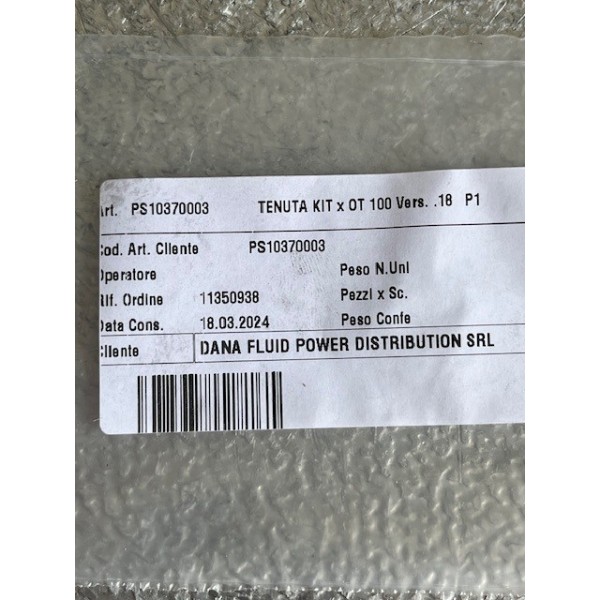 Art. PS10370003 TENUTA KIT x OT 100 Vers. .18 P1
Cod. Art. Cliente PS10370003
Operatore Peso N.Uni
Rif. Ordine 11350938 Pezzi x Sc.
Data Cons. 18.03.2024 Peso Confe
Cliente DANA FLUID POWER DISTRIBUTION SRL